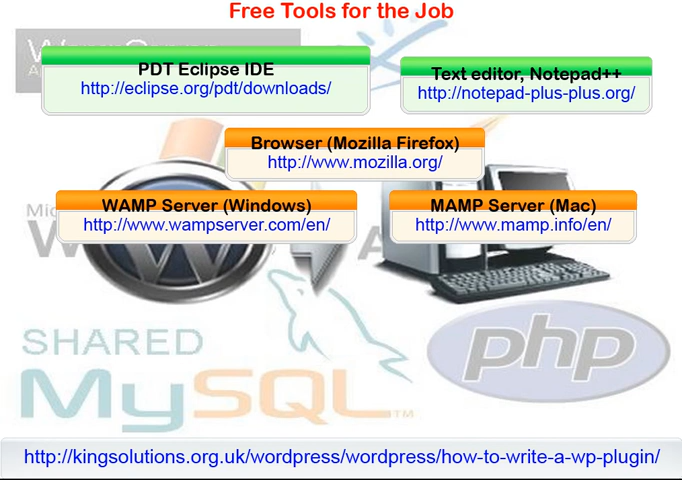 Free Tools for the Job
PDT Eclipse IDE
http://eclipse.org/pdt/downloads/
Text editor, Notepad++
http://notepad-plus-plus.org/
Browser (Mozilla Firefox)
http://www.mozilla.org/
WAMP Server (Windows)
http://www.wampserver.com/en/
MAMP Server (Mac)
http://www.mamp.info/en/
W
SHARED
MySQL TM
php
http://kingsolutions.org.uk/wordpress/wordpress/how-to-write-a-wp-plugin/